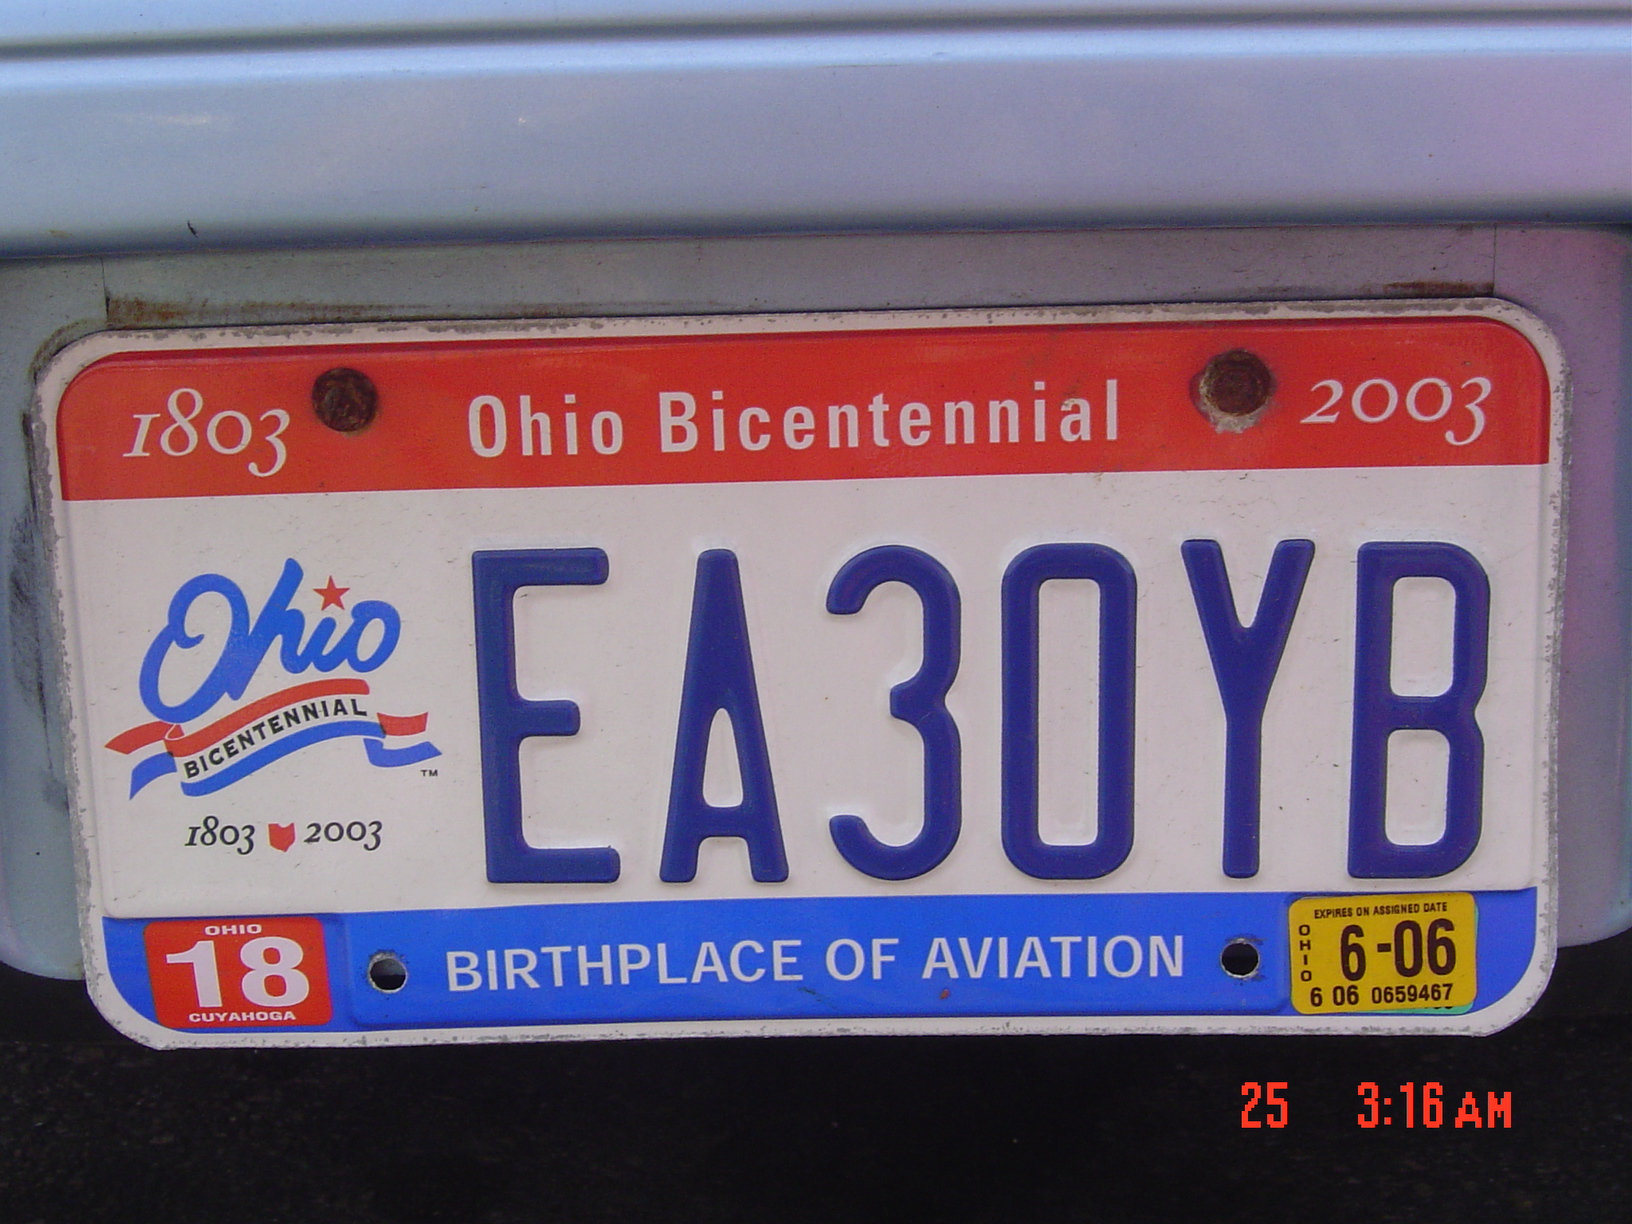 1803 Ohio Bicentennial 2003
Ohio
BICENTENNIAL
TM
1803 2003
EA30YB
OHIO
18
CUYAHOGA
BIRTHPLACE OF AVIATION
EXPIRES ON ASSIGNED DATE
OHIO
6-06
6 06 0659467
25 3:16 AM